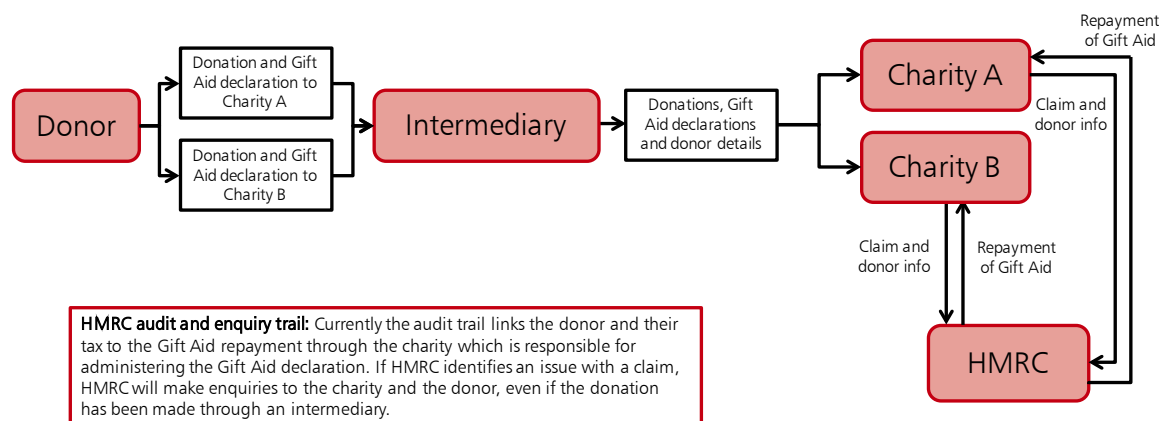 Donor
Donation and Gift
Aid declaration to
Charity A
Donation and Gift
Aid declaration to
Charity B
Intermediary
Donations, Gift
Aid declarations
and donor details
Charity A
Charity B
Repayment
of Gift Aid
Claim and
donor info
Claim and
donor info
Repayment
of Gift Aid
HMRC
HMRC audit and enquiry trail: Currently the audit trail links the donor and their
tax to the Gift Aid repayment through the charity which is responsible for
administering the Gift Aid declaration. If HMRC identifies an issue with a claim,
HMRC will make enquiries to the charity and the donor, even if the donation
has been made through an intermediary.